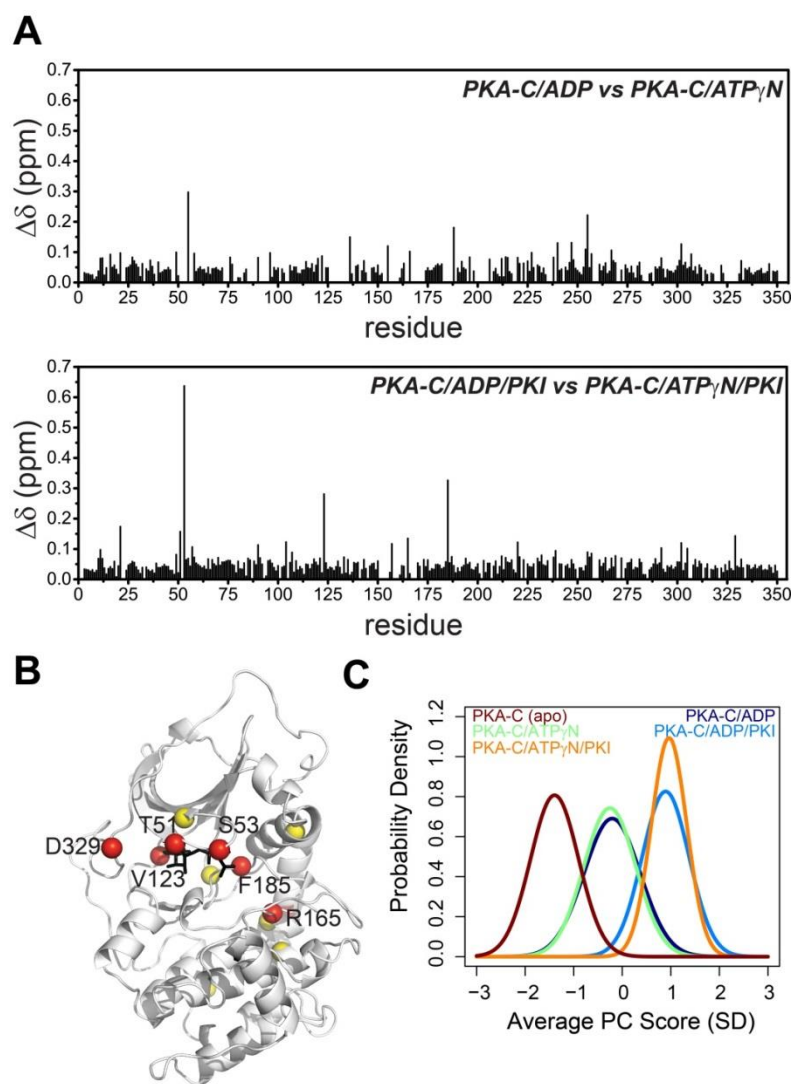 A
0.7
0.6
0.5
0.4
0.3
0.2
0.1
0.0
Δδ (ppm)
PKA-C/ADP vs PKA-C/ATPγN
0 25 50 75 100 125 150 175 200 225 250 275 300 325 350
residue
0.7
0.6
0.5
0.4
0.3
0.2
0.1
0.0
Δδ (ppm)
PKA-C/ADP/PKI vs PKA-C/ATPγN/PKI
0 25 50 75 100 125 150 175 200 225 250 275 300 325 350
residue
B
T51 S53
D329
V123 F185
R165
C
PKA-C (apo) PKA-C/ADP
PKA-C/ATPγN PKA-C/ADP/PKI
PKA-C/ATPγN/PKI
1.2
1.0
0.8
0.6
0.4
0.2
0.0
Probability Density
−3 −2 −1 0 1 2 3
Average PC Score (SD)